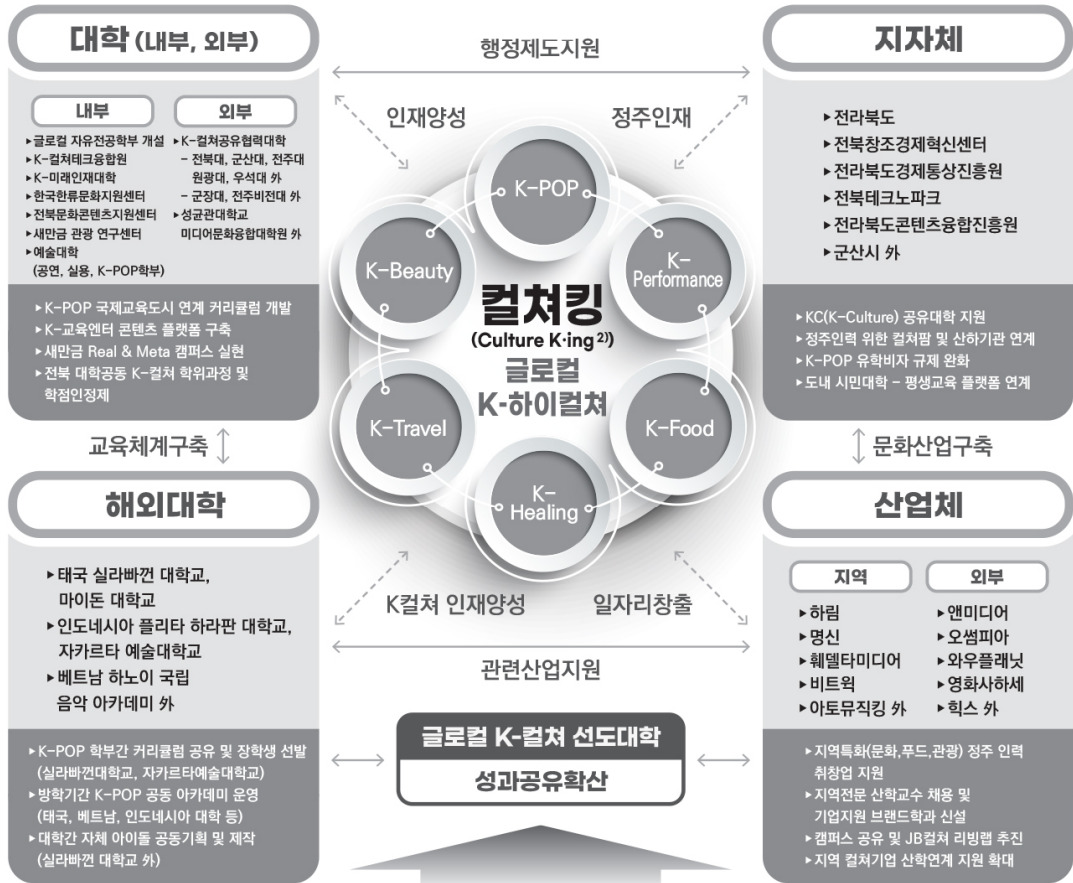 대학 (내부, 외부)
내부
▸글로컬 자유전공학부 개설
▸K-컬쳐테크융합원
▸K-미래인재대학
▸한국한류문화지원센터
▸전북문화콘텐츠지원센터
▸새만금 관광 연구센터
▸예술대학
(공연, 실용, K-POP학부)
외부
▸K-컬쳐공유협력대학
- 전북대, 군산대, 전주대
원광대, 우석대 外
- 군장대, 전주비전대 外
▸성균관대학교
미디어문화융합대학원 外
▸K-POP 국제교육도시 연계 커리큘럼 개발
▸K-교육엔터 콘텐츠 플랫폼 구축
▸새만금 Real & Meta 캠퍼스 실현
▸전북 대학공동 K-컬쳐 학위과정 및
학점인정제
행정제도지원
인재양성
정주인재
지자체
▸전라북도
▸전북창조경제혁신센터
▸전라북도경제통상진흥원
▸전북테크노파크
▸전라북도콘텐츠융합진흥원
▸군산시 外
▸KC(K-Culture) 공유대학 지원
▸정주인력 위한 컬쳐팜 및 산하기관 연계
▸K-POP 유학비자 규제 완화
▸도내 시민대학 - 평생교육 플랫폼 연계
K-POP
K-Beauty
K-
Performance
컬쳐킹
(Culture K·ing 2))
글로컬
K-하이컬쳐
K-Travel
K-Food
K-
Healing
교육체계구축
문화산업구축
해외대학
▸태국 실라빠껀 대학교,
마이돈 대학교
▸인도네시아 플리타 하라판 대학교,
자카르타 예술대학교
▸베트남 하노이 국립
음악 아카데미 外
▸K-POP 학부간 커리큘럼 공유 및 장학생 선발
(실라빠껀대학교, 자카르타예술대학교)
▸방학기간 K-POP 공동 아카데미 운영
(태국, 베트남, 인도네시아 대학 등)
▸대학간 자체 아이돌 공동기획 및 제작
(실라빠껀 대학교 外)
K컬쳐 인재양성
일자리창출
관련산업지원
글로컬 K-컬쳐 선도대학
성과공유확산
산업체
지역
▸하림
▸명신
▸훼델타미디어
▸비트윅
▸아토뮤직킹 外
외부
▸앤미디어
▸오썸피아
▸와우플래닛
▸영화사하세
▸힉스 外
▸지역특화(문화,푸드,관광) 정주 인력
취창업 지원
▸지역전문 산학교수 채용 및
기업지원 브랜드학과 신설
▸캠퍼스 공유 및 JB컬쳐 리빙랩 추진
▸지역 컬쳐기업 산학연계 지원 확대